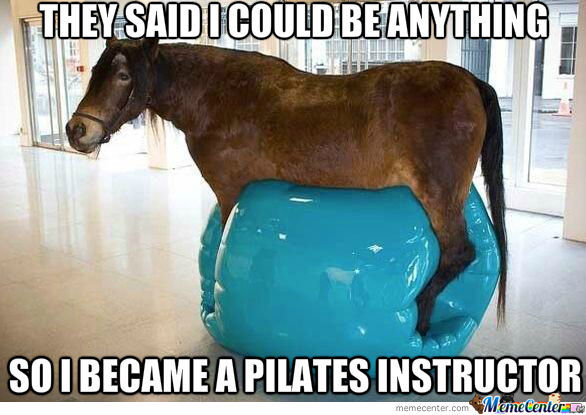 THEY SAID I COULD BE ANYTHING
SO I BECAME A PILATES INSTRUCTOR
memecenter.com MemeCenter